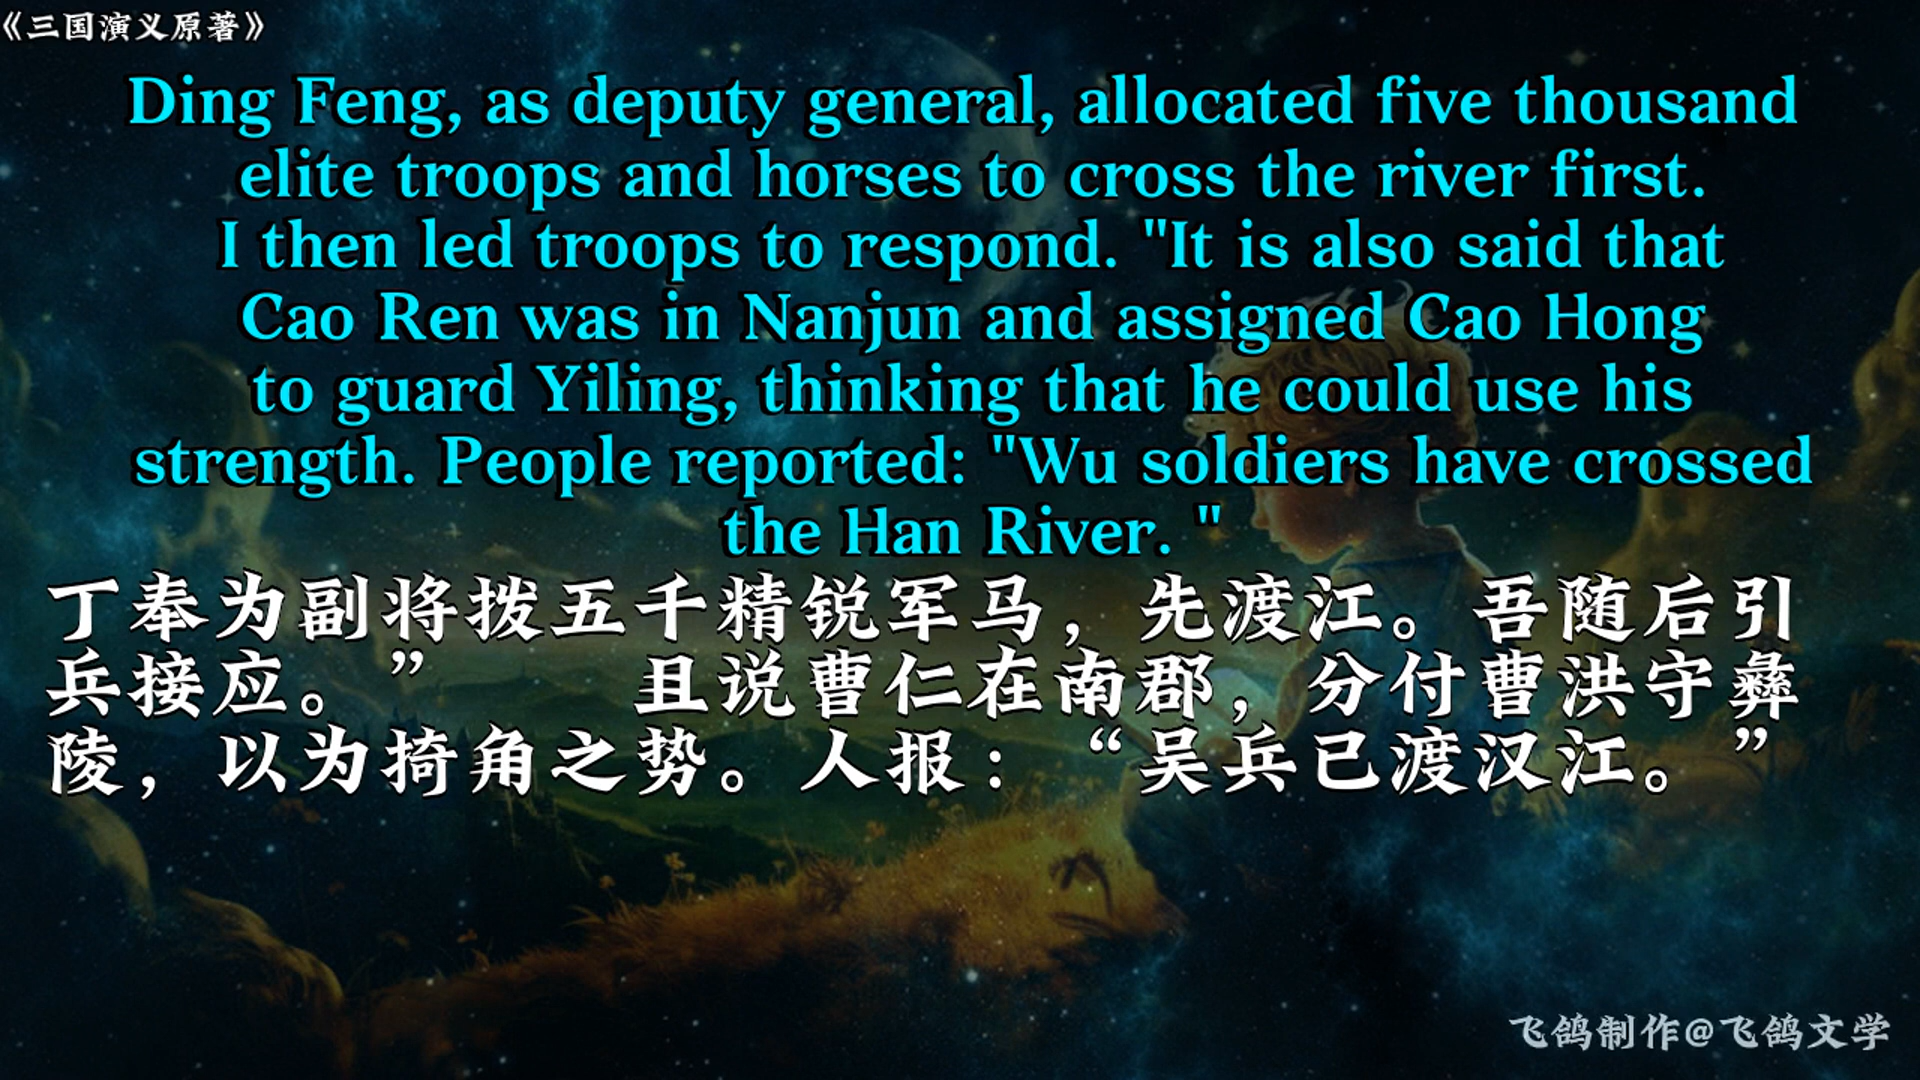 《三国演义原著》
Ding Feng, as deputy general, allocated five thousand
elite troops and horses to cross the river first.
I then led troops to respond. "It is also said that
Cao Ren was in Nanjun and assigned Cao Hong
to guard Yiling, thinking that he could use his
strength. People reported: "Wu soldiers have crossed
the Han River. "
丁奉为副将拨五千精锐军马，先渡江。吾随后引
兵接应。” 且说曹仁在南郡，分付曹洪守彝
陵，以为掎角之势。人报：“吴兵已渡汉江。”
飞鸽制作@飞鸽文学